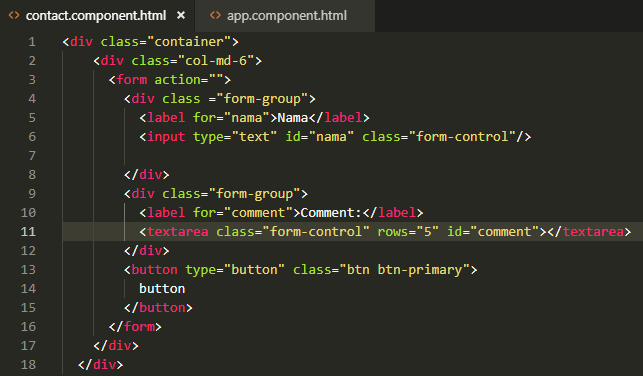 contact.component.html × app.component.html
1 <div class="container">
2 <div class="col-md-6">
3 <form action="">
4 <div class ="form-group">
5 <label for="nama">Nama</label>
6 <input type="text" id="nama" class="form-control"/>
7
8 </div>
9 <div class="form-group">
10 <label for="comment">Comment:</label>
11 <textarea class="form-control" rows="5" id="comment"></textarea>
12 </div>
13 <button type="button" class="btn btn-primary">
14 button
15 </button>
16 </form>
17 </div>
18 </div>